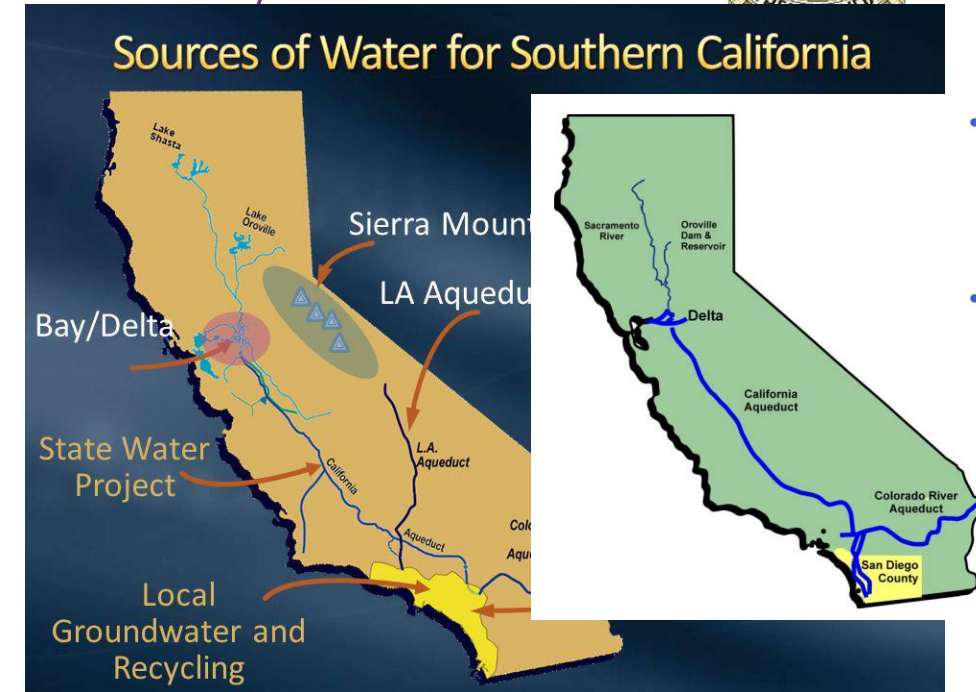 Sources of Water for Southern California
Lake
Shasta
Lake
Oroville
Sierra Mount
LA Aquedu
Bay/Delta
L.A.
Aqueduct
State Water
Project
California
Aqueduct
Colo
Aqu
Local
Groundwater and
Recycling
Sacramento
River
Oroville
Dam &
Reservoir
Delta
California
Aqueduct
Colorado River
Aqueduct
San Diego
County